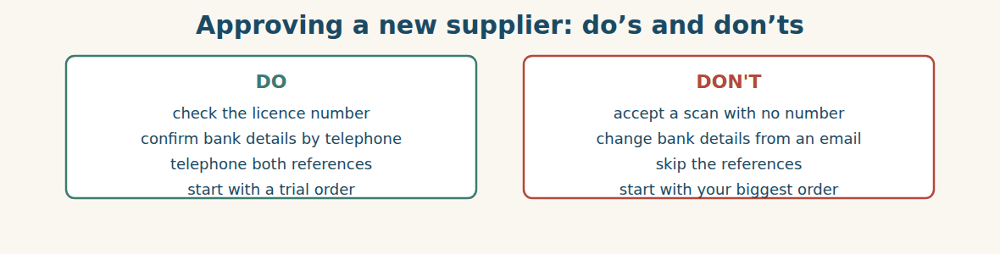 Approving a new supplier: do’s and don’ts
DO
check the licence number
confirm bank details by telephone
telephone both references
start with a trial order
DON'T
accept a scan with no number
change bank details from an email
skip the references
start with your biggest order